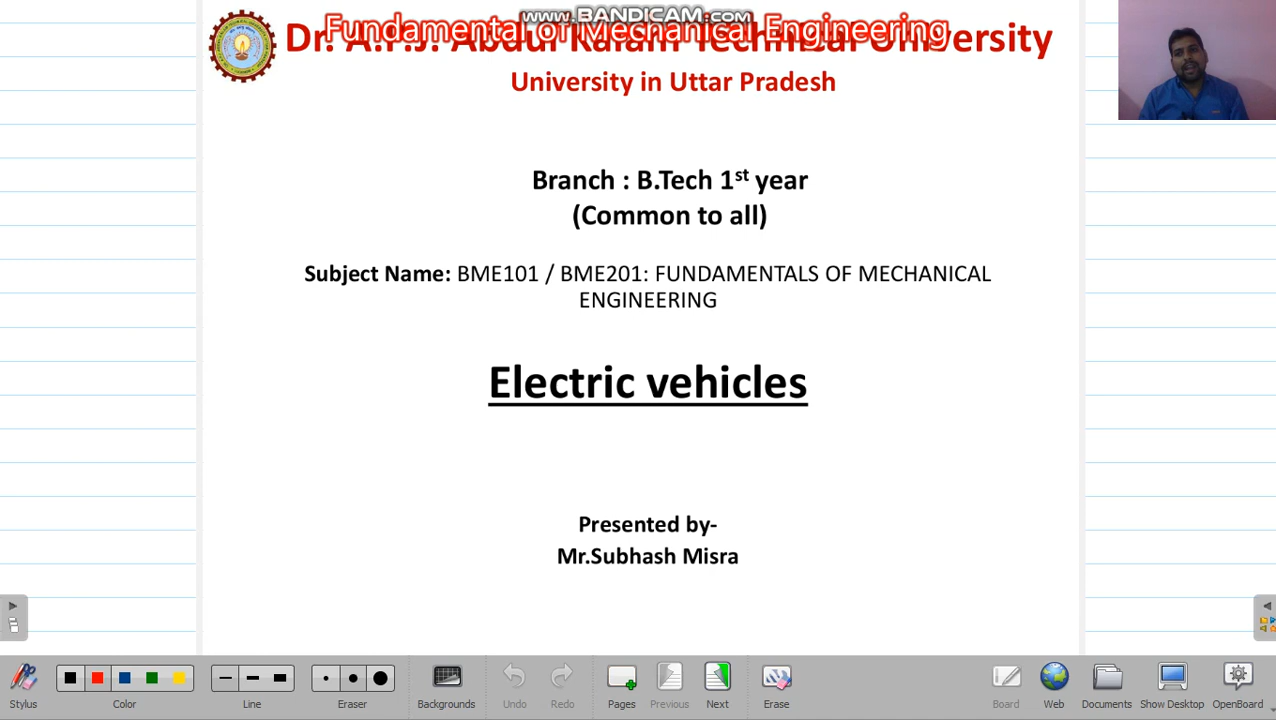 www.BANDICAM.com
Fundamental of Mechanical Engineering
Dr. A.P.J. Abdul Kalam Technical University
University in Uttar Pradesh
Branch : B.Tech 1st year
(Common to all)
Subject Name: BME101 / BME201: FUNDAMENTALS OF MECHANICAL
ENGINEERING
Electric vehicles
Presented by-
Mr.Subhash Misra
Stylus Color Line Eraser Backgrounds Undo Redo Pages Previous Next Erase Board Web Documents Show Desktop OpenBoard